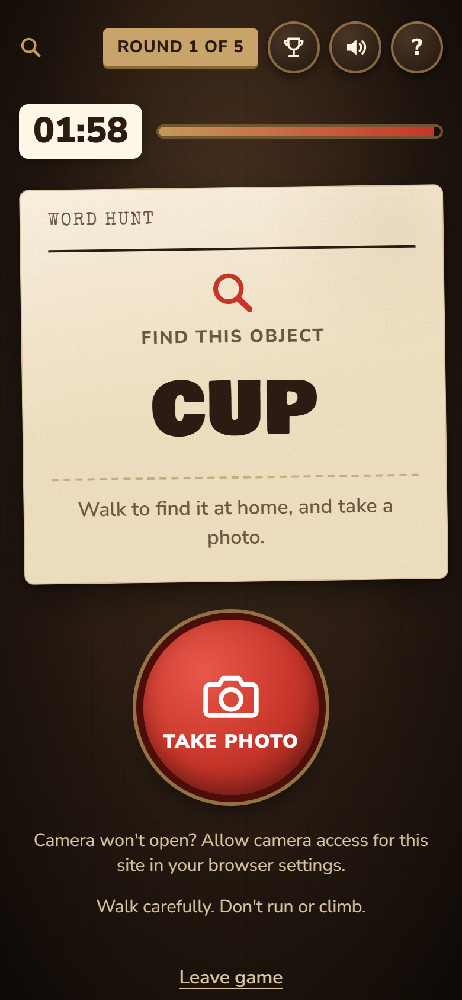 ROUND 1 OF 5
?
01:58
WORD HUNT
FIND THIS OBJECT
CUP
Walk to find it at home, and take a
photo.
TAKE PHOTO
Camera won't open? Allow camera access for this
site in your browser settings.
Walk carefully. Don't run or climb.
Leave game